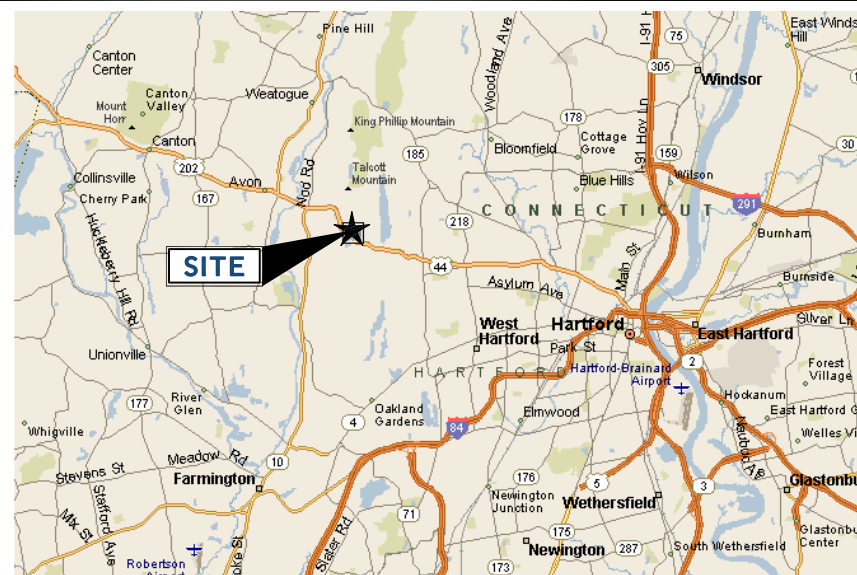 Pine Hill
Woodland Ave
I-91 H
75
East Winds
Hill
Canton
Center
305
Windsor
Weatogue
Canton
Valley
Mount
Horr
King Phillip Mountain
178
Cottage
Grove
I-91 Hov Ln
Bloomfield
30
Canton
185
159
Nod Rd
Talcott
Mountain
202
Wilson
Collinsville
Avon
Blue Hills
Cherry Park
167
291
CONNECTICUT
218
Burnham
Huckleberry Hill Rd
SITE
44
Main St
Burnside
Asylum Ave
Silver Ln
West
Hartford
Hartford
East Hartford
Park St
Unionville
2
HARTFORD
Hartford-Brainard
Airport
Forest
Village
River
Glen
Hockanum
177
Oakland
Gardens
Elmwood
East Hartford G
4
84
Whigville
Welles Vi
Meadow Rd
10
Stevens St
176
Farmington
5
3
Glastonbu
Stafford Ave
Newington
Junction
Wethersfield
71
Mix St
Slater Rd
175
Glastonbu
Center
Newington
287
South Wethersfield
oke St
Robertson
173